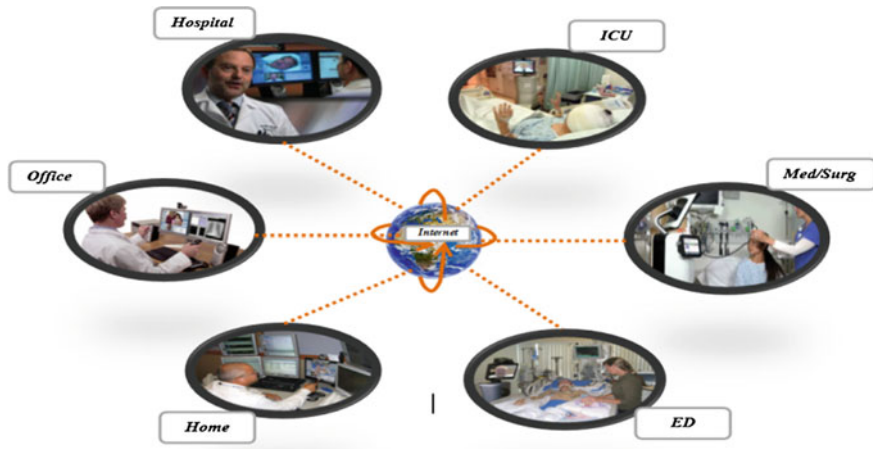 Hospital
ICU
Office
Med/Surg
Internet
Home
ED